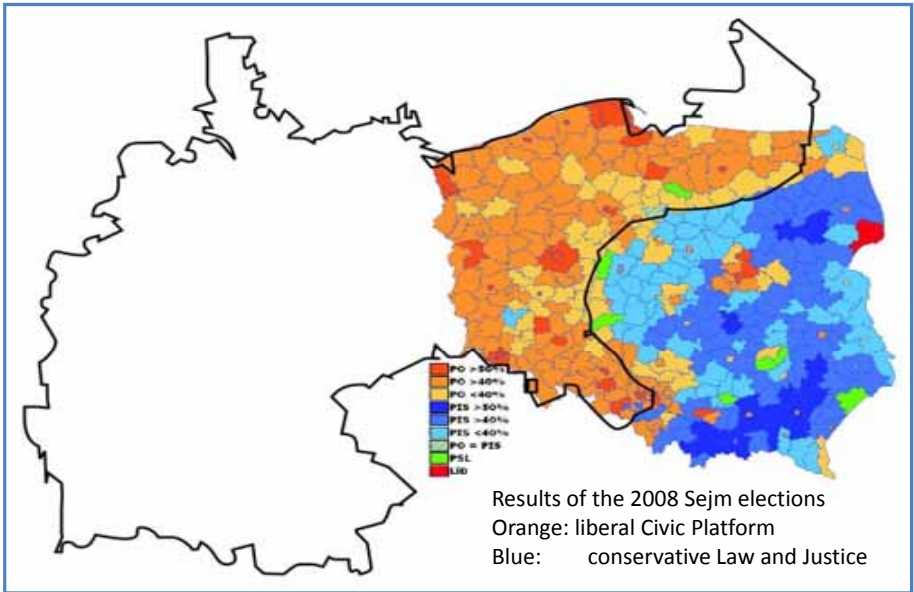 PO >50%
PO >40%
PO <40%
PIS >50%
PIS >40%
PIS <40%
PO = PIS
PSL
LiD
Results of the 2008 Sejm elections
Orange: liberal Civic Platform
Blue: conservative Law and Justice